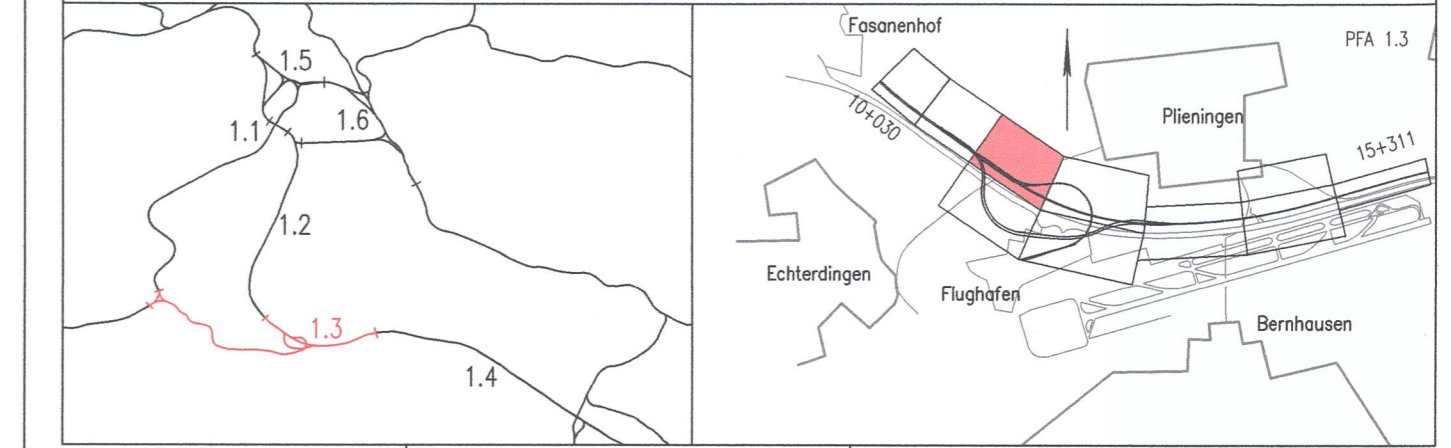 1.5
1.1
1.6
1.2
1.3
1.4
Fasanenhof
PFA 1.3
10+030
Plieningen
15+311
Echterdingen
Flughafen
Bernhausen